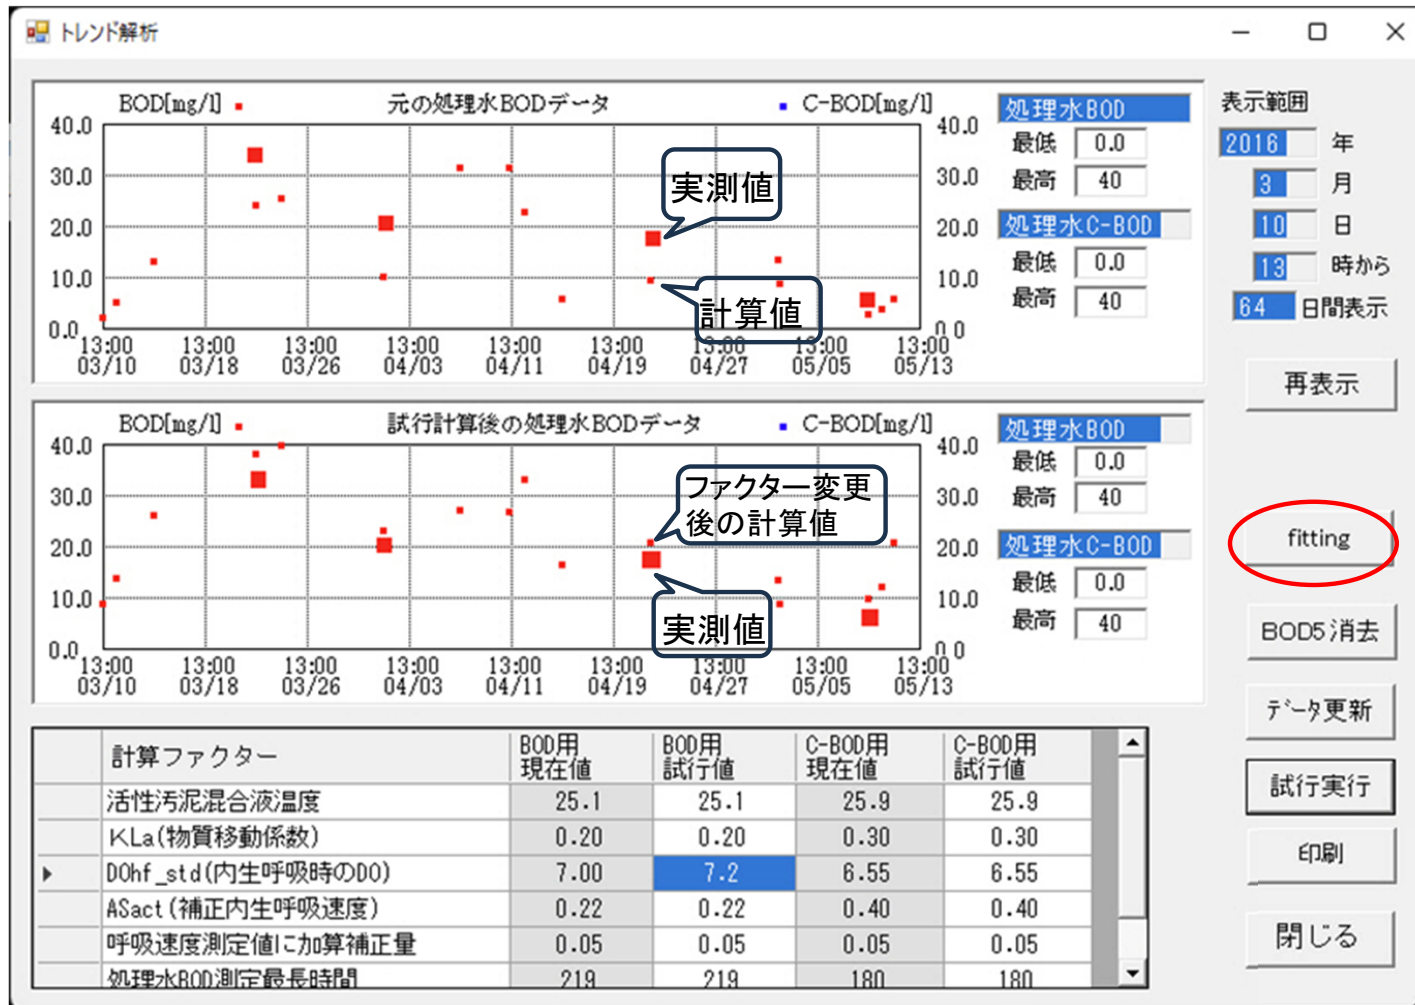 トレンド解析
BOD[mg/l]
元の処理水BODデータ
C-BOD[mg/l]
40.0
30.0
20.0
10.0
0.0
40.0
30.0
20.0
10.0
0.0
13:00 13:00 13:00 13:00 13:00 13:00 13:00 13:00 13:00
03/10 03/18 03/26 04/03 04/11 04/19 04/27 05/05 05/13
実測値
計算値
処理水BOD
最低 0.0
最高 40
処理水C-BOD
最低 0.0
最高 40
表示範囲
2016 年
3 月
10 日
13 時から
64 日間表示
再表示
BOD[mg/l]
試行計算後の処理水BODデータ
C-BOD[mg/l]
40.0
30.0
20.0
10.0
0.0
40.0
30.0
20.0
10.0
0.0
13:00 13:00 13:00 13:00 13:00 13:00 13:00 13:00 13:00
03/10 03/18 03/26 04/03 04/11 04/19 04/27 05/05 05/13
ファクター変更
後の計算値
実測値
処理水BOD
最低 0.0
最高 40
処理水C-BOD
最低 0.0
最高 40
fitting
BOD5消去
データ更新
試行実行
印刷
閉じる
計算ファクター BOD用 BOD用 C-BOD用 C-BOD用
現在値 試行値 現在値 試行値
活性汚泥混合液温度 25.1 25.1 25.9 25.9
KLa(物質移動係数) 0.20 0.20 0.30 0.30
DOhf_std(内生呼吸時のDO) 7.00 7.2 6.55 6.55
ASact(補正内生呼吸速度) 0.22 0.22 0.40 0.40
呼吸速度測定値に加算補正量 0.05 0.05 0.05 0.05
処理水BOD測定最長時間 219 219 180 180